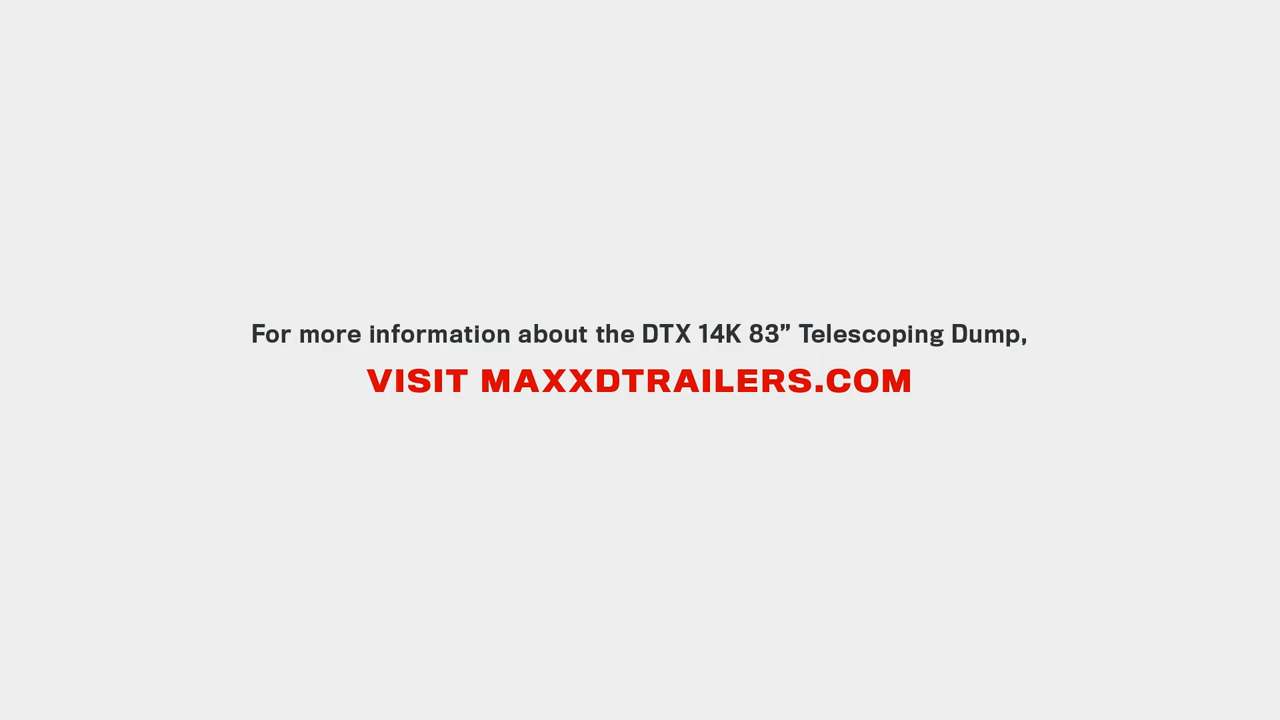 For more information about the DTX 14K 83” Telescoping Dump,
VISIT MAXXDTRAILERS.COM